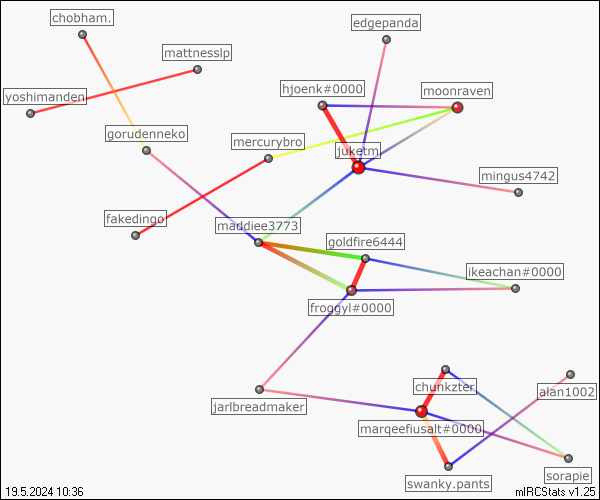 chobham.
edgepanda
mattnesslp
hjoenk#0000
moonraven
yoshimanden
gorudenneko
mercurybro
juketm
mingus4742
fakedingo
maddiee3773
goldfire6444
ikeachan#0000
froggyl#0000
chunkzter
alan1002
jarlbreadmaker
marqeefiusalt#0000
sorapie
swanky.pants
19.5.2024 10:36
mIRCStats v1.25